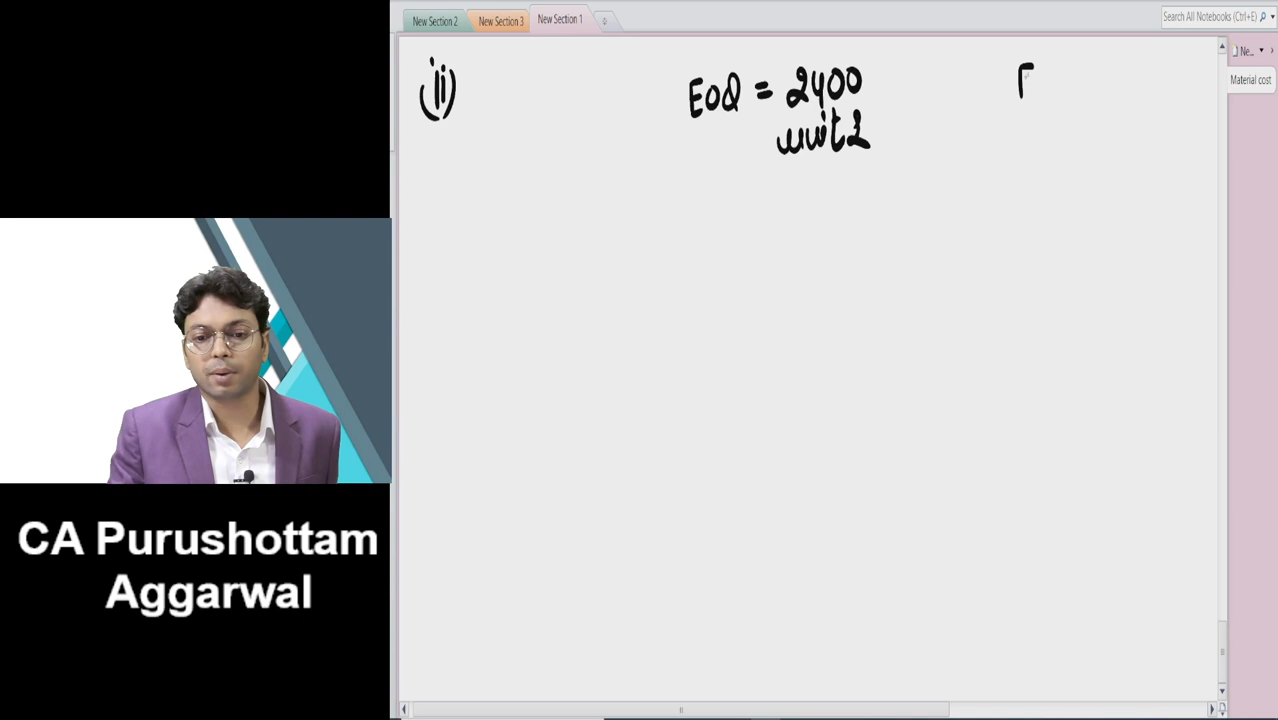 New Section 2
New Section 3
New Section 1
Search All Notebooks (Ctrl+E)
Ne...
Material cost
(ii)
EOQ = 2400
units
CA Purushottam
Aggarwal